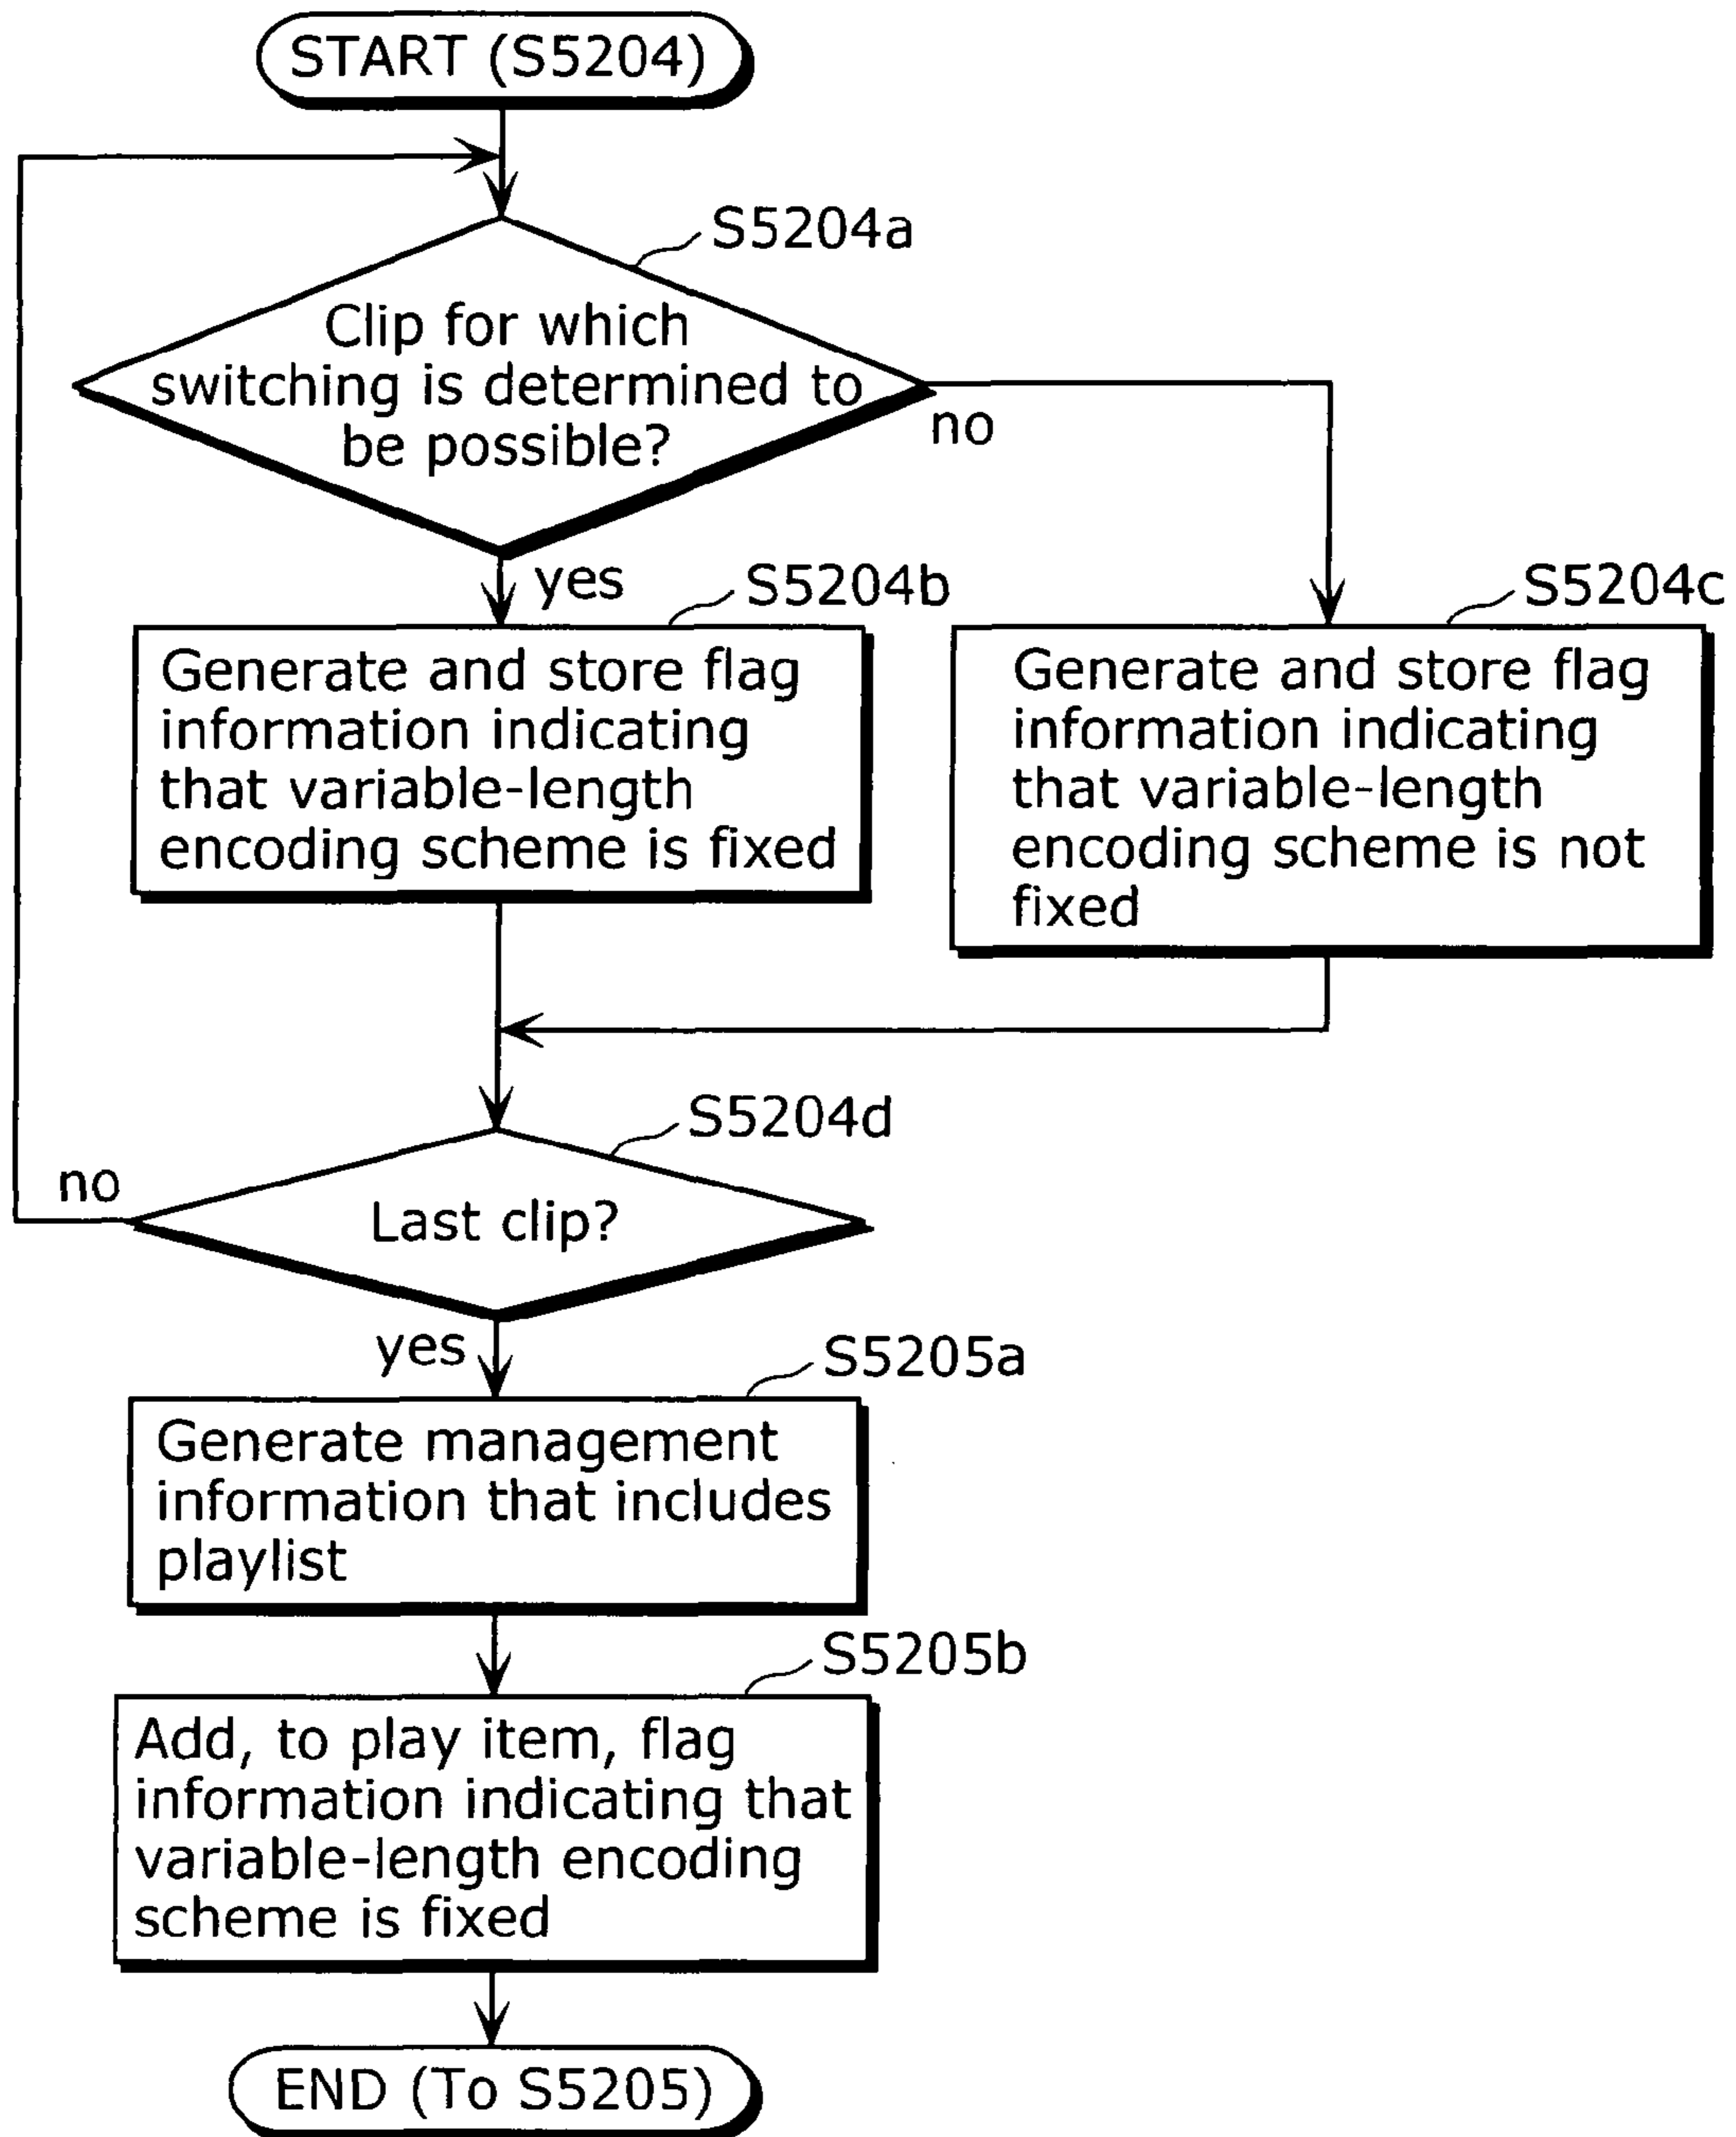 START (S5204)
S5204a
Clip for which
switching is determined to
be possible?
no
yes
S5204b
S5204c
Generate and store flag
information indicating
that variable-length
encoding scheme is fixed
Generate and store flag
information indicating
that variable-length
encoding scheme is not
fixed
S5204d
no
Last clip?
yes
S5205a
Generate management
information that includes
playlist
S5205b
Add, to play item, flag
information indicating that
variable-length encoding
scheme is fixed
END (To S5205)